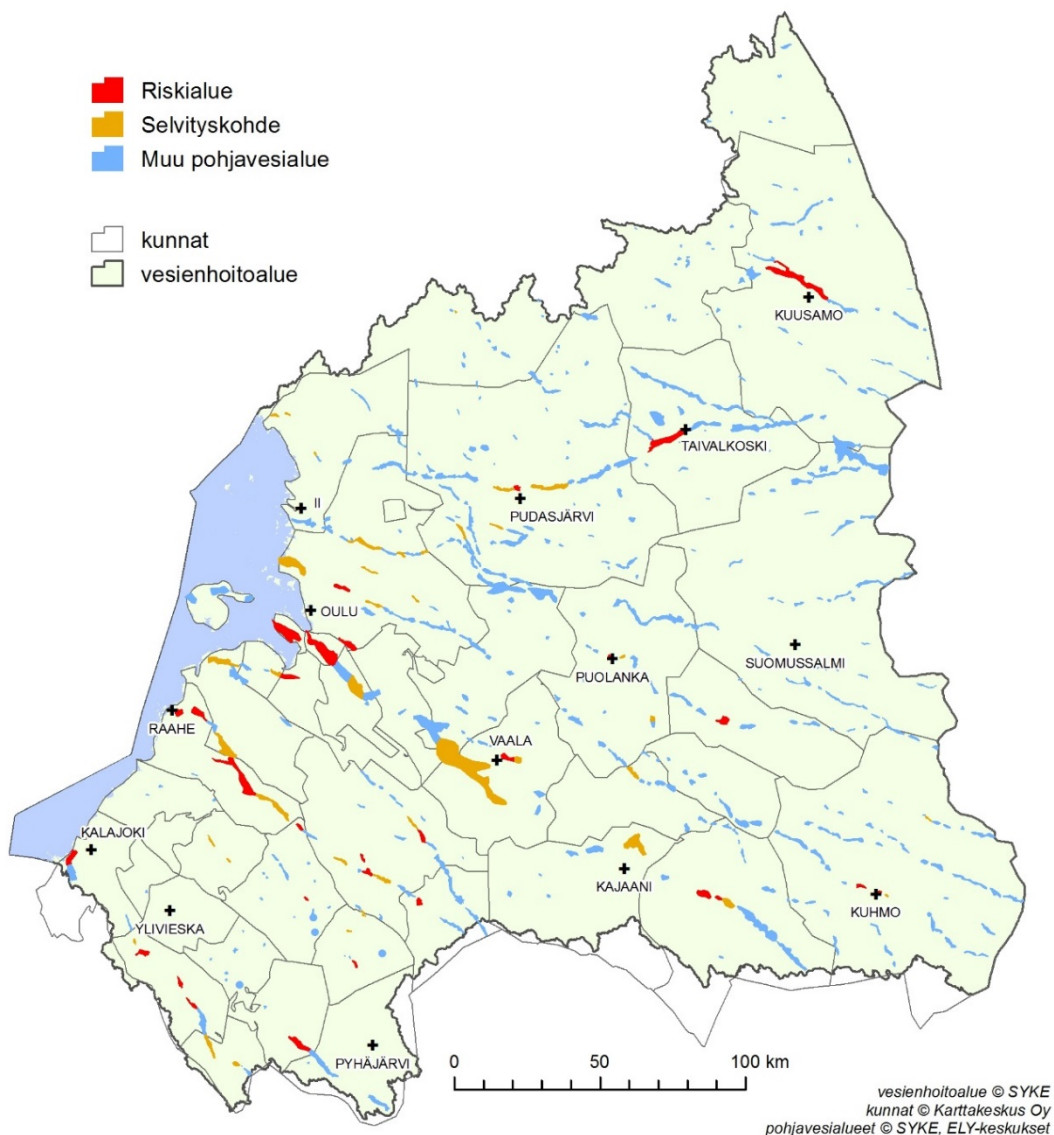 Riskialue
Selvityskohde
Muu pohjavesialue
kunnat
vesienhoitoalue
KUUSAMO
TAIVALKOSKI
II
PUDASJÄRVI
OULU
SUOMUSSALMI
PUOLANKA
RAAHE
VAALA
KALAJOKI
KAJAANI
KUHMO
YLIVIESKA
PYHÄJÄRVI
0 50 100 km
vesienhoitoalue © SYKE
kunnat © Karttakeskus Oy
pohjavesialueet © SYKE, ELY-keskukset